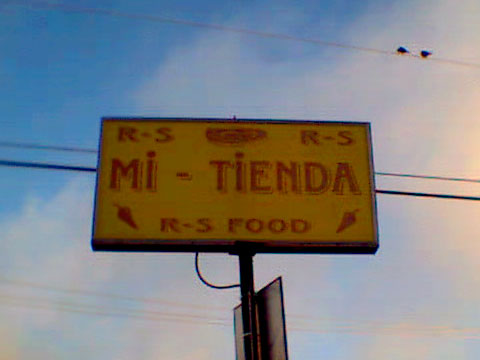 R-S R-S
Mi - TiENDA
R-S FOOD